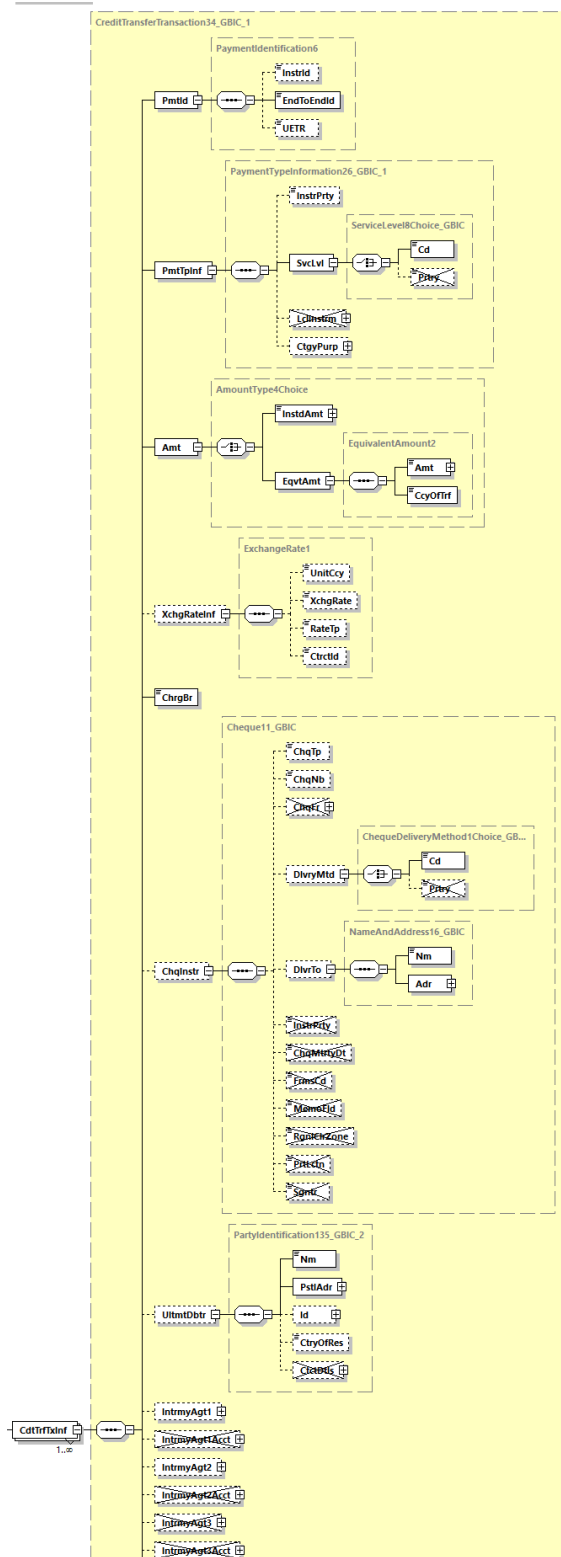 CreditTransferTransaction34_GBIC_1
PaymentIdentification6
InstrId
PmtId
EndToEndId
UETR
PaymentTypeInformation26_GBIC_1
InstrPrty
ServiceLevel8Choice_GBIC
Cd
SvcLvl
PmtTpInf
Prtry
LclInstrm
CtgyPurp
AmountType4Choice
InstdAmt
Amt
EquivalentAmount2
Amt
EqvtAmt
CcyOfTrf
ExchangeRate1
UnitCcy
XchgRate
XchgRateInf
RateTp
CtrctId
ChrgBr
Cheque11_GBIC
ChqTp
ChqNb
ChqFr
ChequeDeliveryMethod1Choice_GB...
Cd
DlvryMtd
Prtry
NameAndAddress16_GBIC
Nm
ChqInstr
DlvrTo
Adr
InstrPrty
ChqMtrtyDt
FrmsCd
MemoFld
RgnlClrZone
PrtLctn
Sgntr
PartyIdentification135_GBIC_2
Nm
PstlAdr
UltmtDbtr
Id
CtryOfRes
CtctDtls
IntrmyAgt1
CdtTrfTxInf
IntrmyAgt1Acct
1..∞
IntrmyAgt2
IntrmyAgt2Acct
IntrmyAgt3
IntrmyAgt3Acct